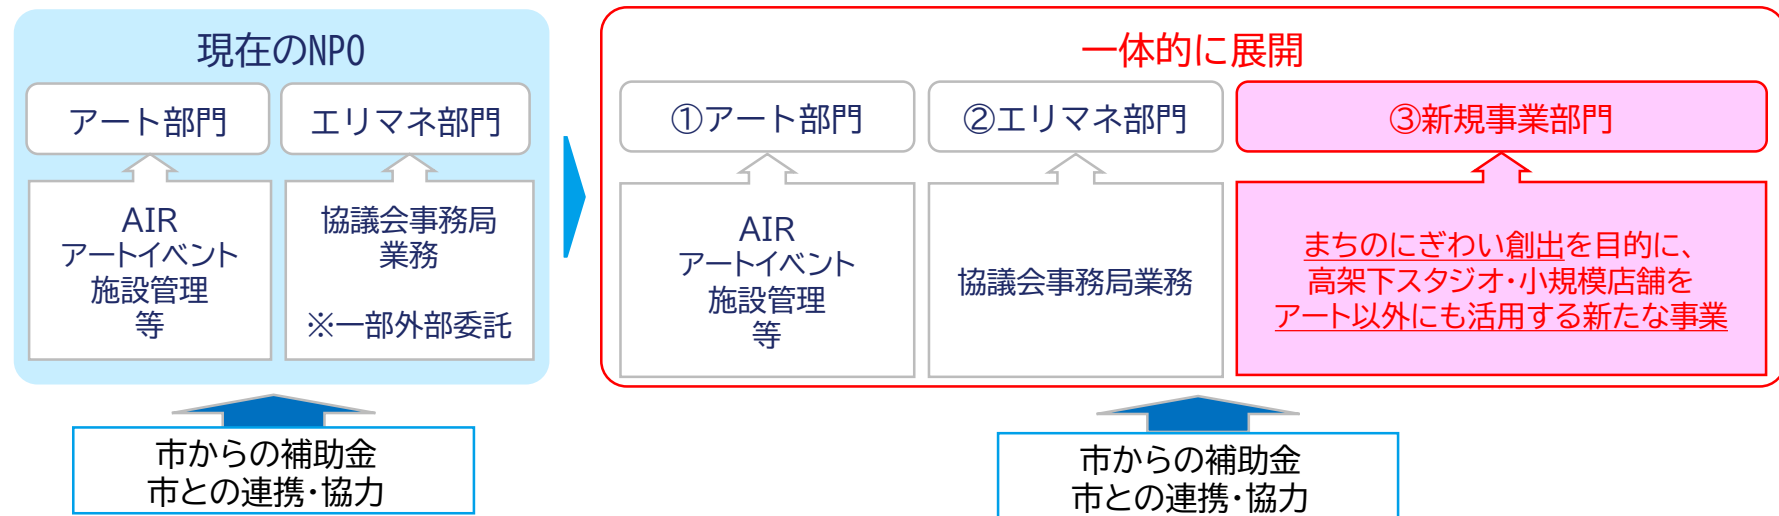 現在のNPO
アート部門
エリマネ部門
AIR
アートイベント
施設管理
等
協議会事務局
業務
※一部外部委託
市からの補助金
市との連携・協力
一体的に展開
①アート部門
②エリマネ部門
③新規事業部門
AIR
アートイベント
施設管理
等
協議会事務局業務
まちのにぎわい創出を目的に、
高架下スタジオ・小規模店舗を
アート以外にも活用する新たな事業
市からの補助金
市との連携・協力